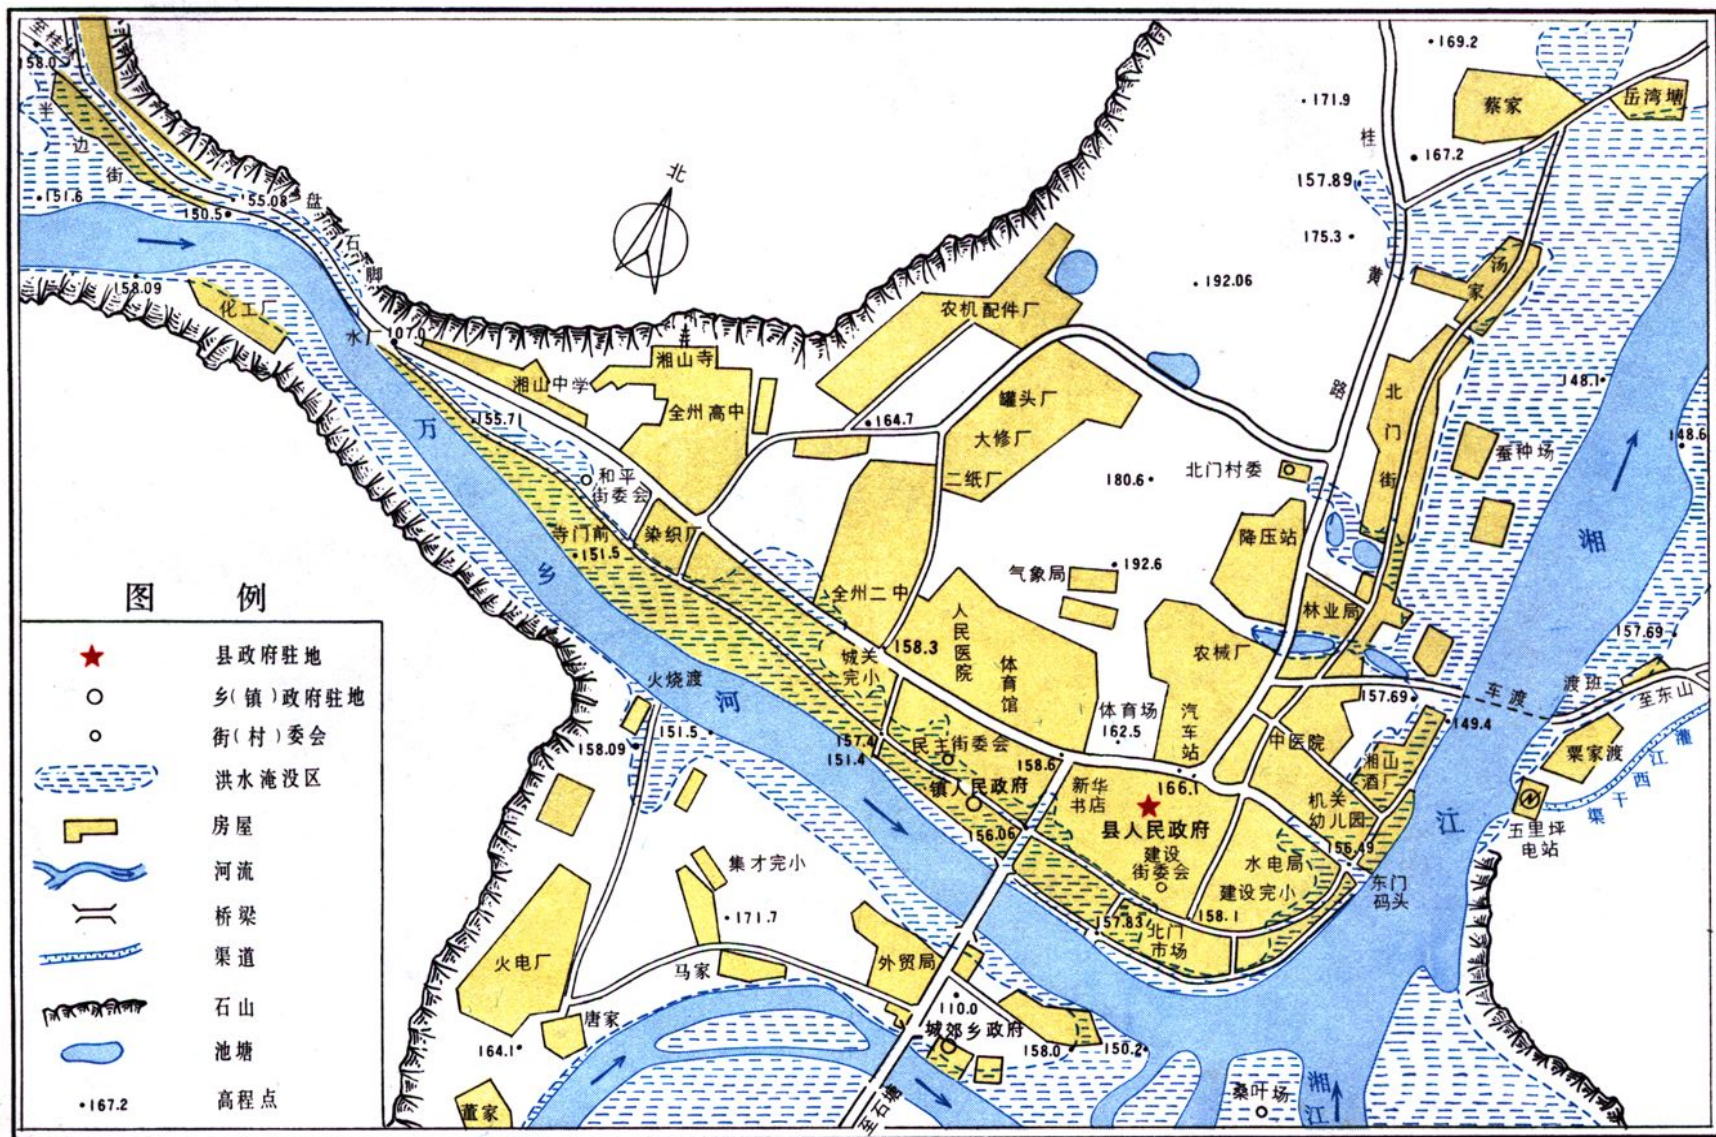 至桂林
158.0
半边街
151.6
150.5
155.08
盘石脚
158.09
化工厂
水厂
107.0
湘山中学
湘山寺
全州高中
155.71
和平
街委会
寺门前
151.5
染织厂
万乡河
北
农机配件厂
164.7
罐头厂
大修厂
二纸厂
全州二中
158.3
人民医院
体育馆
气象局
192.6
180.6
192.06
175.3
157.89
171.9
169.2
167.2
桂黄路
蔡家
岳湾塘
汤家
北门街
北门村委
降压站
林业局
农械厂
蚕种场
148.1
148.6
湘江
157.69
157.69
149.4
车渡
渡班
至东山
粟家渡
灌江西干渠
五里坪
电站
城关
完小
157.4
151.4
民主街委会
镇人民政府
158.6
156.06
体育场
162.5
汽车站
166.1
新华
书店
县人民政府
建设
街委会
中医院
湘山
酒厂
机关
幼儿园
156.49
水电局
建设完小
158.1
157.83
北门
市场
东门
码头
火烧渡
158.09
151.5
集才完小
171.7
火电厂
马家
唐家
164.1
董家
外贸局
110.0
城郊乡政府
158.0
150.2
至石塘
桑叶场
湘江
图 例
县政府驻地
乡(镇)政府驻地
街(村)委会
洪水淹没区
房屋
河流
桥梁
渠道
石山
池塘
167.2
高程点